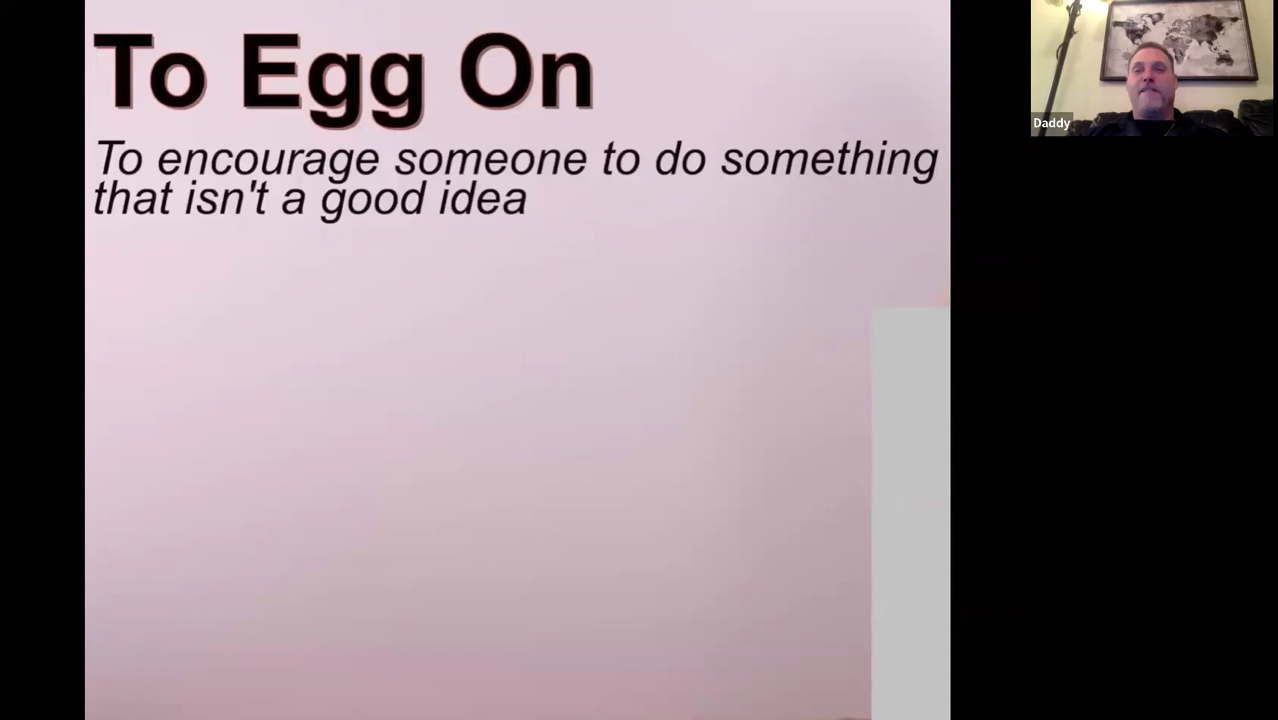 To Egg On
To encourage someone to do something
that isn't a good idea
Daddy